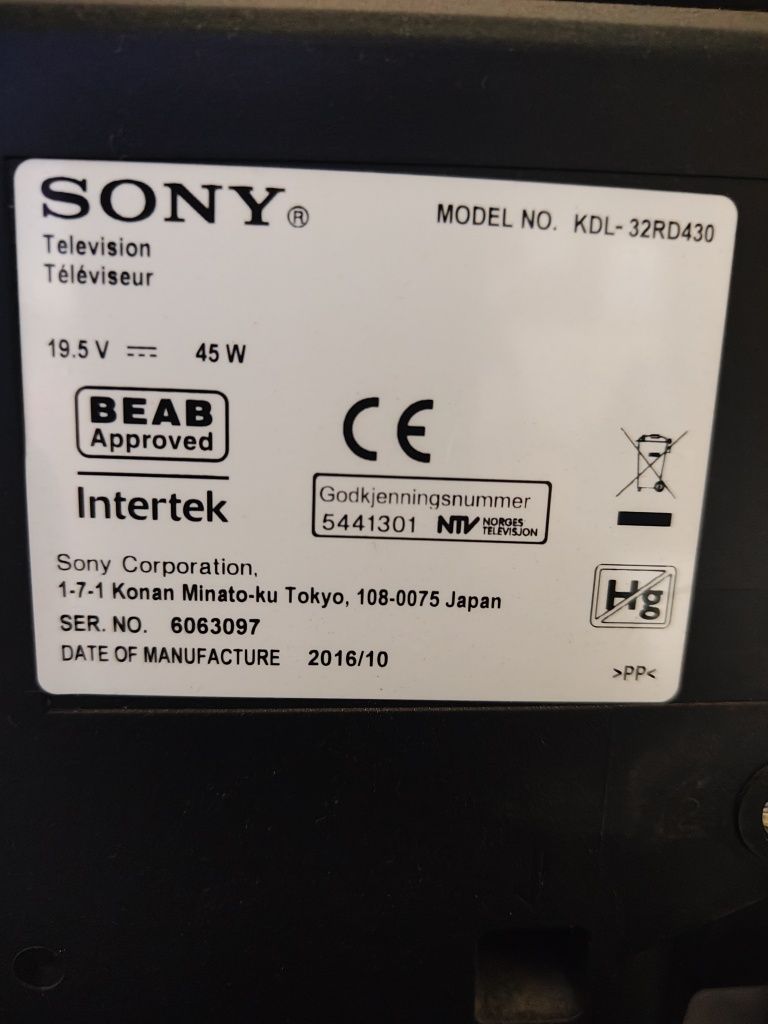 SONY®
MODEL NO. KDL-32RD430
Television
Téléviseur
19.5 V 45 W
BEAB
Approved
Intertek
CE
Godkjenningsnummer
5441301 NTV NORGES TELEVISJON
Sony Corporation,
1-7-1 Konan Minato-ku Tokyo, 108-0075 Japan
SER. NO. 6063097
DATE OF MANUFACTURE 2016/10
Hg
>PP<